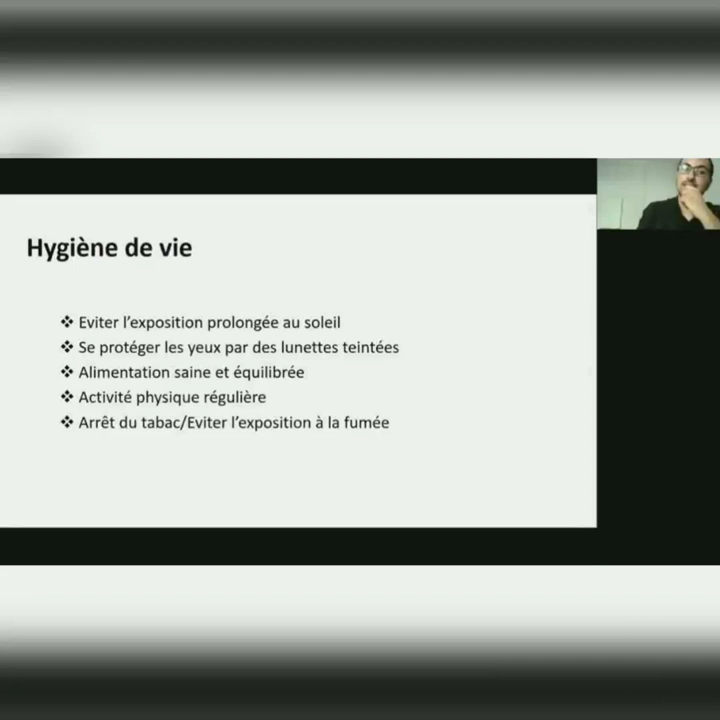 Hygiène de vie
❖ Eviter l'exposition prolongée au soleil
❖ Se protéger les yeux par des lunettes teintées
❖ Alimentation saine et équilibrée
❖ Activité physique régulière
❖ Arrêt du tabac/Eviter l'exposition à la fumée